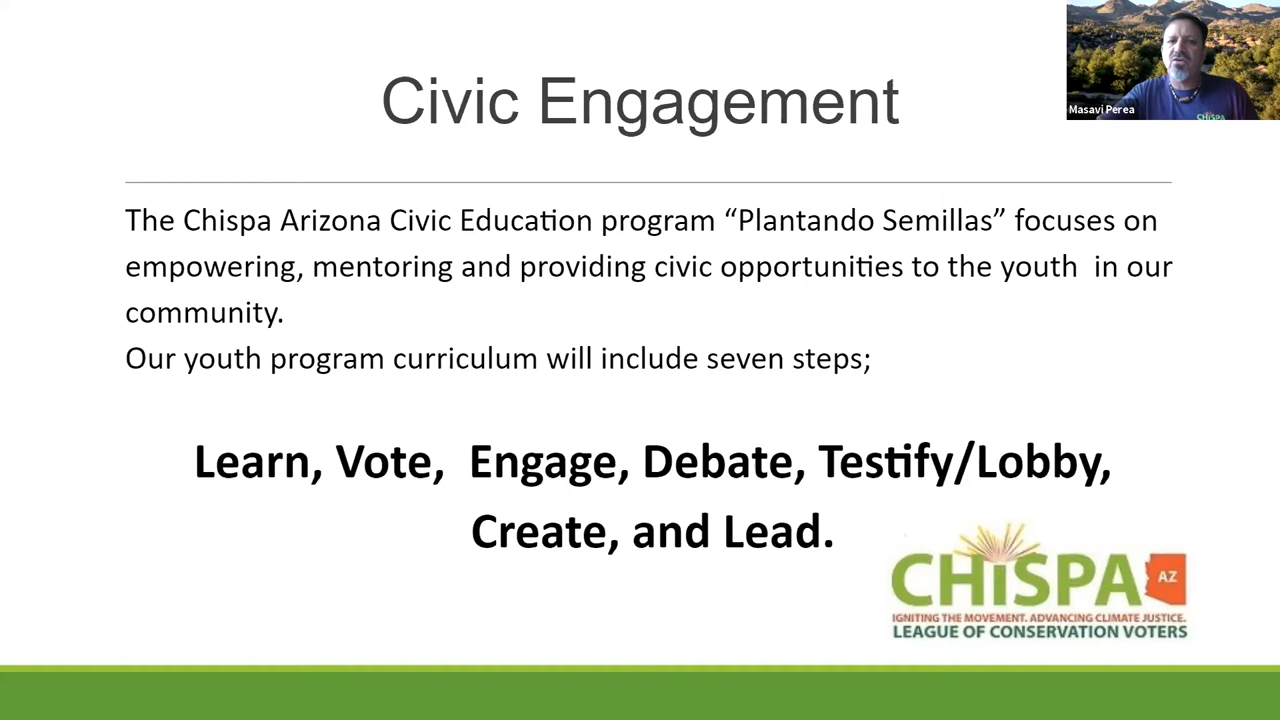 Civic Engagement
Masavi Perea
CHiSPA
The Chispa Arizona Civic Education program “Plantando Semillas” focuses on
empowering, mentoring and providing civic opportunities to the youth  in our
community.
Our youth program curriculum will include seven steps;
Learn, Vote,  Engage, Debate, Testify/Lobby,
Create, and Lead.
CHiSPA AZ
IGNITING THE MOVEMENT. ADVANCING CLIMATE JUSTICE.
LEAGUE OF CONSERVATION VOTERS